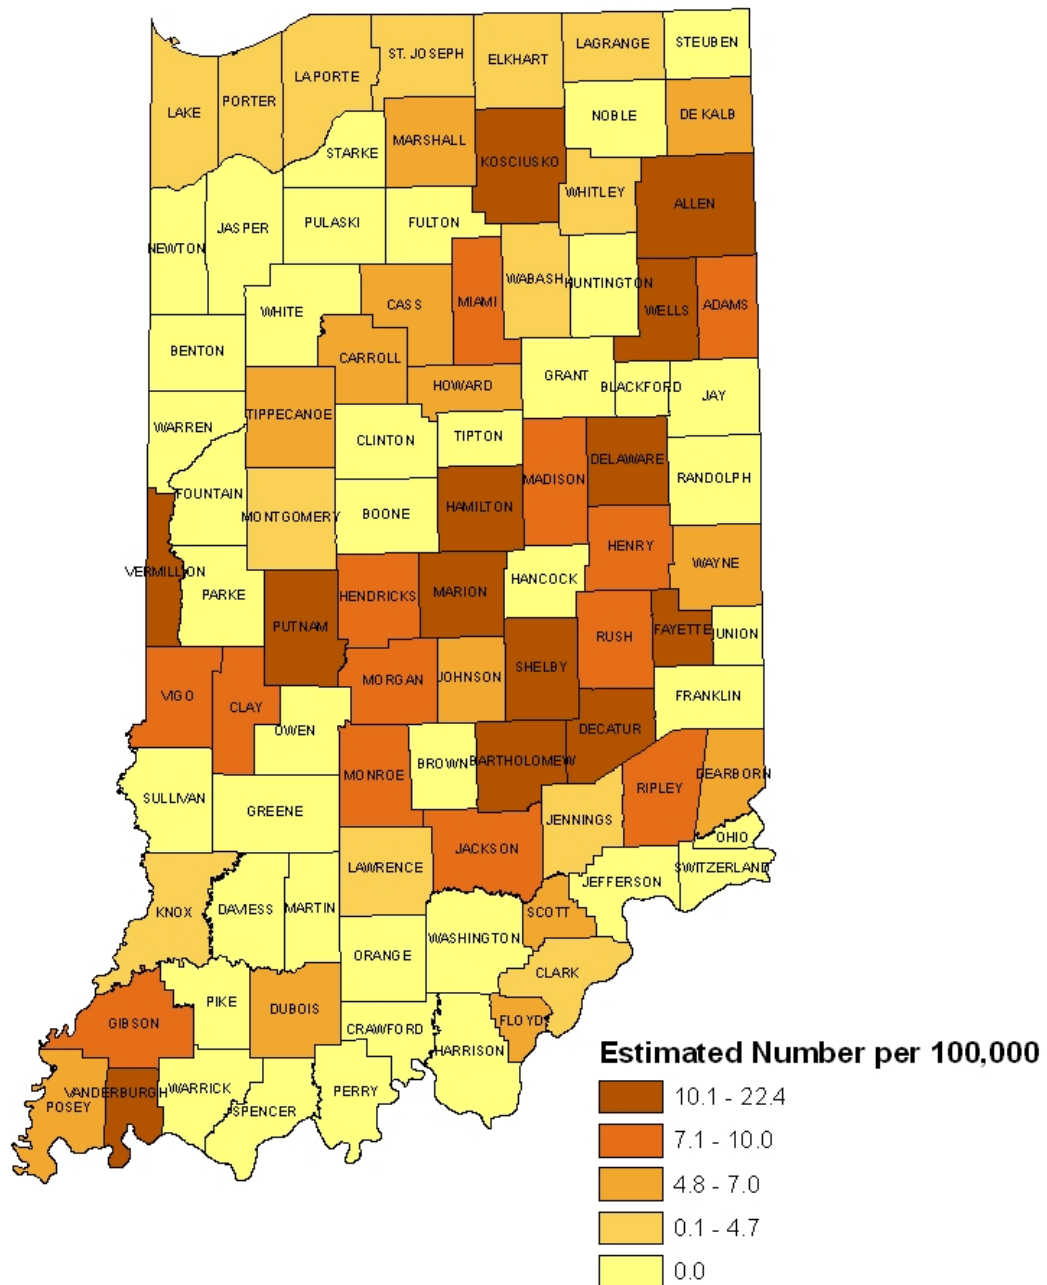 STEUBEN
LAGRANGE
ST. JOSEPH
ELKHART
LAPORTE
PORTER
LAKE
NOBLE
DE KALB
MARSHALL
STARKE
KOSCIUSKO
WHITLEY
ALLEN
NEWTON
JASPER
PULASKI
FULTON
WABASH
HUNTINGTON
WHITE
CASS
MIAMI
WELLS
ADAMS
BENTON
CARROLL
HOWARD
GRANT
BLACKFORD
JAY
WARREN
TIPPECANOE
CLINTON
TIPTON
DELAWARE
MADISON
RANDOLPH
FOUNTAIN
MONTGOMERY
BOONE
HAMILTON
HENRY
WAYNE
VERMILLION
PARKE
HENDRICKS
MARION
HANCOCK
PUTNAM
RUSH
FAYETTE
UNION
VIGO
CLAY
MORGAN
JOHNSON
SHELBY
FRANKLIN
OWEN
DECATUR
MONROE
BROWN
BARTHOLOMEW
RIPLEY
DEARBORN
SULLIVAN
GREENE
JENNINGS
OHIO
LAWRENCE
JACKSON
JEFFERSON
SWITZERLAND
KNOX
DAVIESS
MARTIN
SCOTT
WASHINGTON
ORANGE
CLARK
GIBSON
PIKE
DUBOIS
CRAWFORD
FLOYD
HARRISON
POSEY
VANDERBURGH
WARRICK
SPENCER
PERRY
Estimated Number per 100,000
10.1 - 22.4
7.1 - 10.0
4.8 - 7.0
0.1 - 4.7
0.0